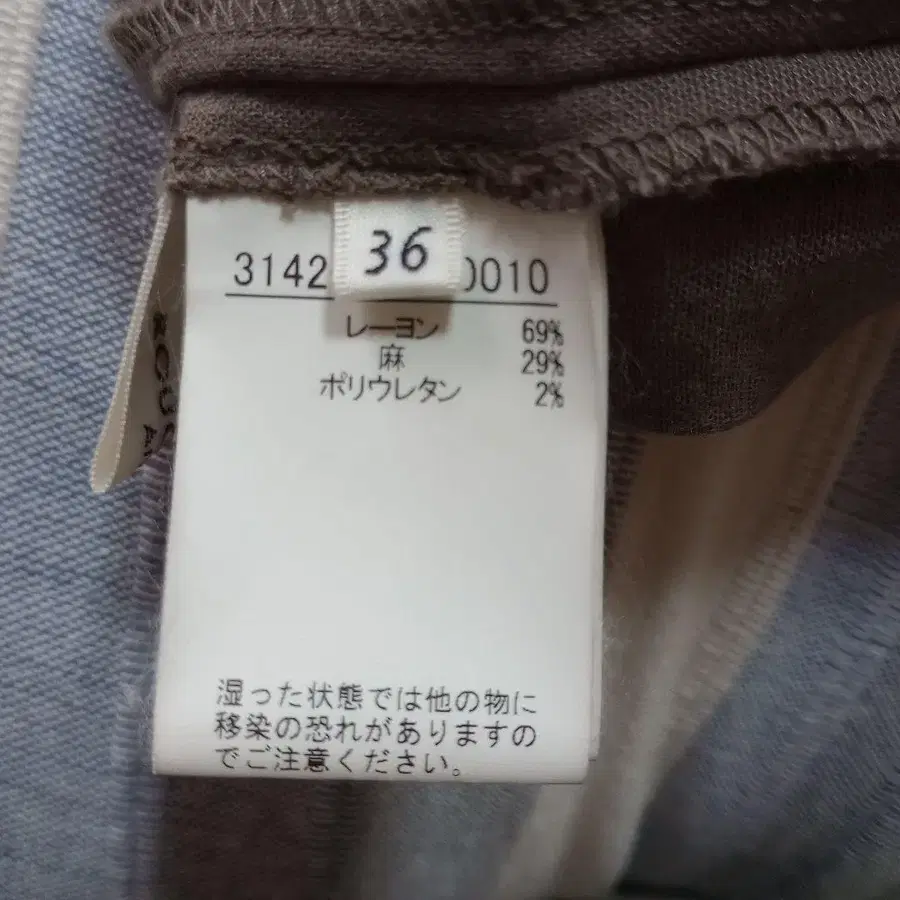 36
3142 0010
レーヨン 69%
麻 29%
ポリウレタン 2%
湿った状態では他の物に
移染の恐れがありますの
でご注意ください。